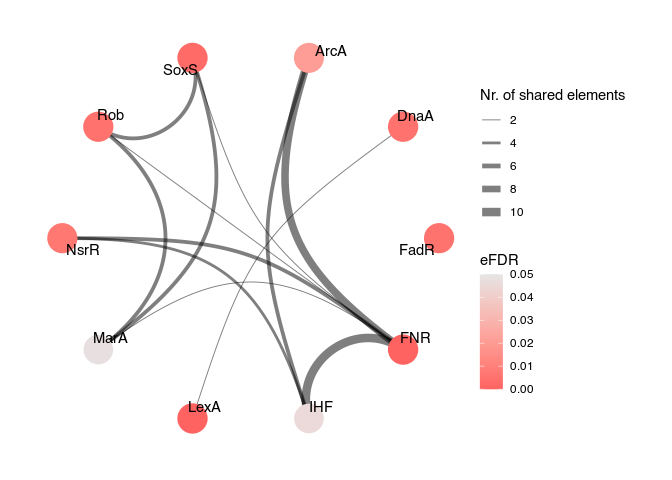 ArcA
SoxS
Rob
DnaA
NsrR
FadR
MarA
FNR
LexA
IHF
Nr. of shared elements
2
4
6
8
10
eFDR
0.05
0.04
0.03
0.02
0.01
0.00